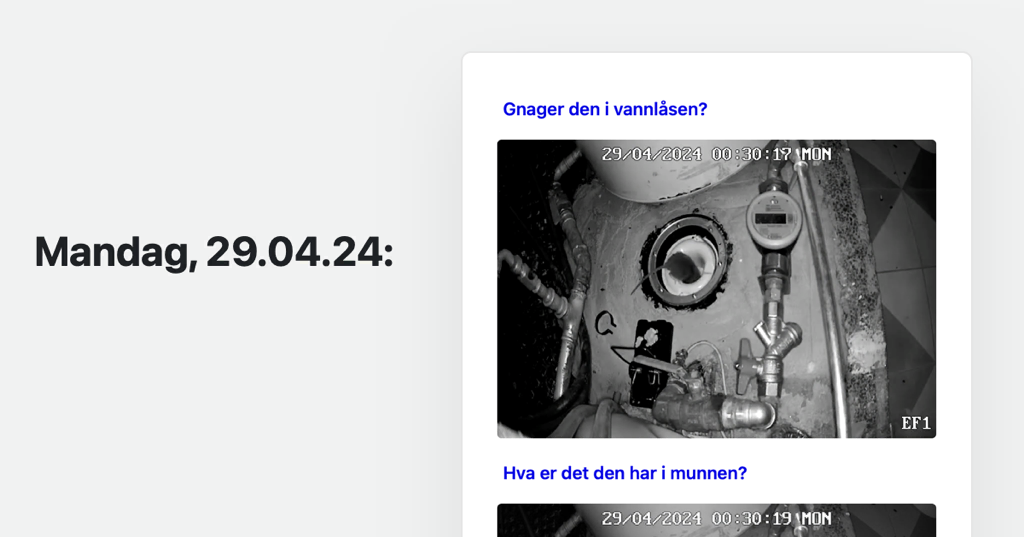 Mandag, 29.04.24:
Gnager den i vannlåsen?
29/04/2024 00:30:17 MON
EF1
Hva er det den har i munnen?
29/04/2024 00:30:19 MON